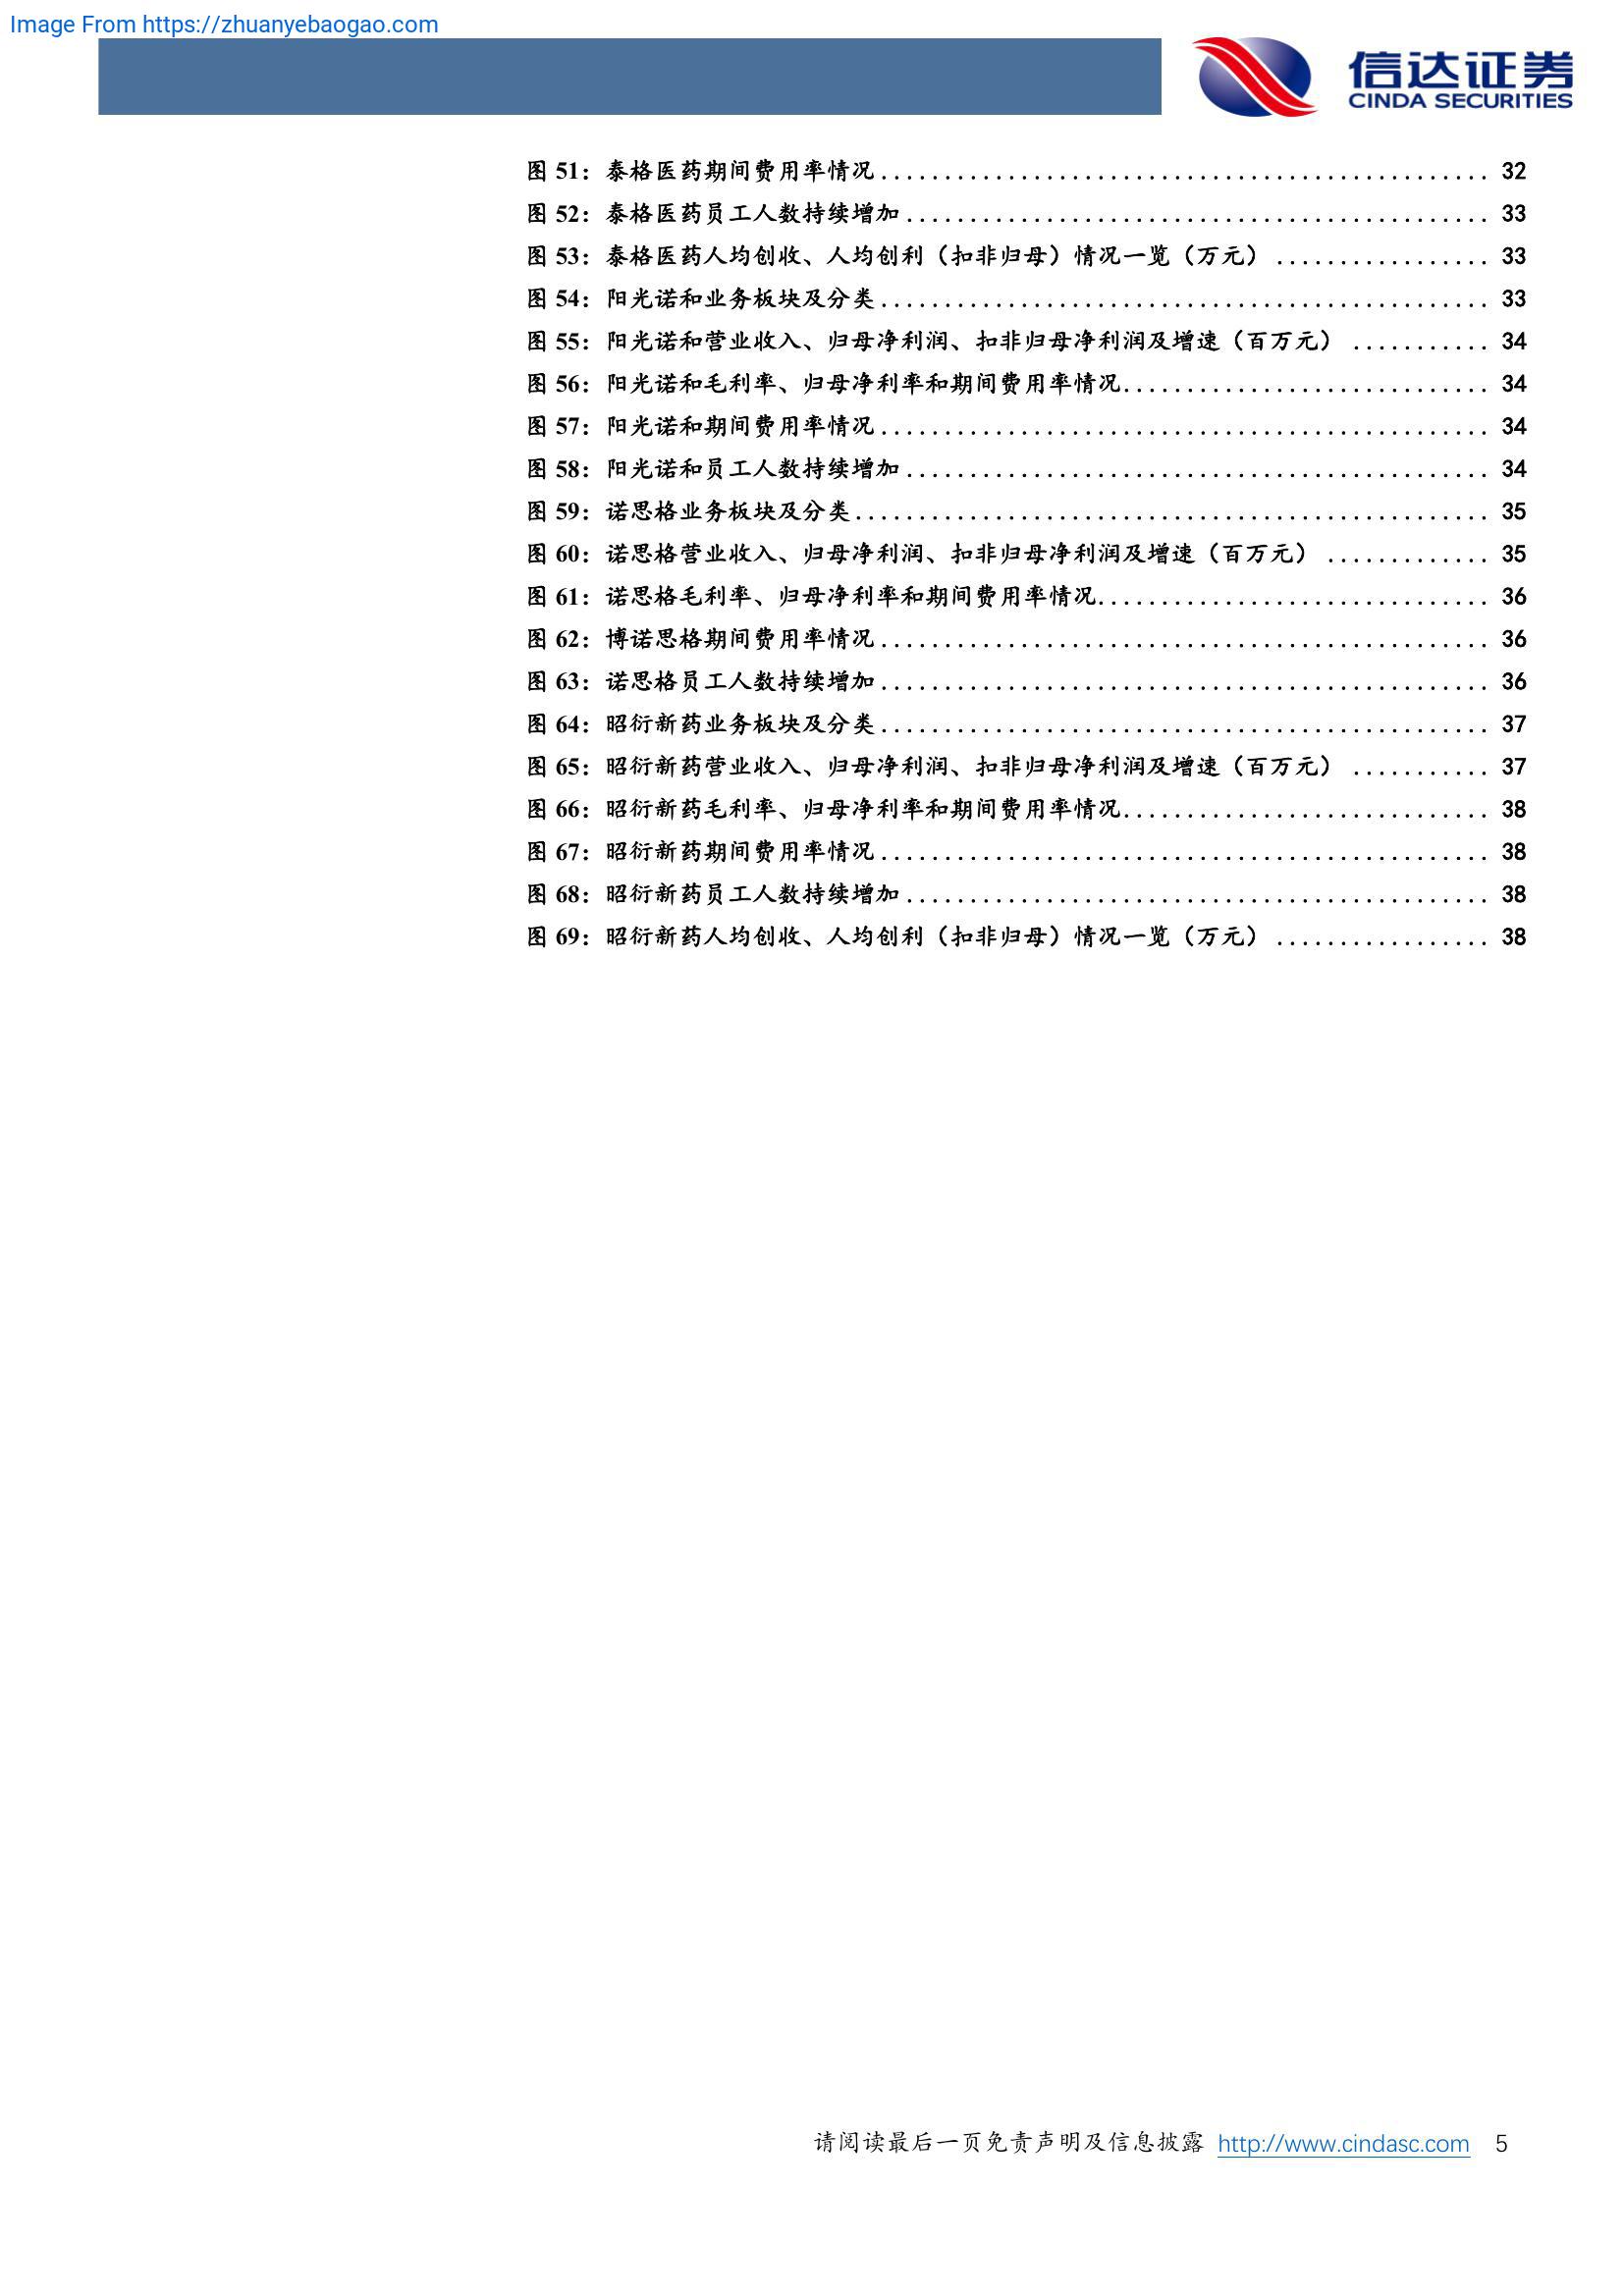 Image From https://zhuanyebaogao.com
信达证券
CINDA SECURITIES
图 51：泰格医药期间费用率情况................................................ 32
图 52：泰格医药员工人数持续增加.............................................. 33
图 53：泰格医药人均创收、人均创利（扣非归母）情况一览（万元）................. 33
图 54：阳光诺和业务板块及分类................................................ 33
图 55：阳光诺和营业收入、归母净利润、扣非归母净利润及增速（百万元）........... 34
图 56：阳光诺和毛利率、归母净利率和期间费用率情况............................. 34
图 57：阳光诺和期间费用率情况................................................ 34
图 58：阳光诺和员工人数持续增加.............................................. 34
图 59：诺思格业务板块及分类.................................................. 35
图 60：诺思格营业收入、归母净利润、扣非归母净利润及增速（百万元）............. 35
图 61：诺思格毛利率、归母净利率和期间费用率情况............................... 36
图 62：博诺思格期间费用率情况................................................ 36
图 63：诺思格员工人数持续增加................................................ 36
图 64：昭衍新药业务板块及分类................................................ 37
图 65：昭衍新药营业收入、归母净利润、扣非归母净利润及增速（百万元）........... 37
图 66：昭衍新药毛利率、归母净利率和期间费用率情况............................. 38
图 67：昭衍新药期间费用率情况................................................ 38
图 68：昭衍新药员工人数持续增加.............................................. 38
图 69：昭衍新药人均创收、人均创利（扣非归母）情况一览（万元）................. 38
请阅读最后一页免责声明及信息披露 http://www.cindasc.com 5